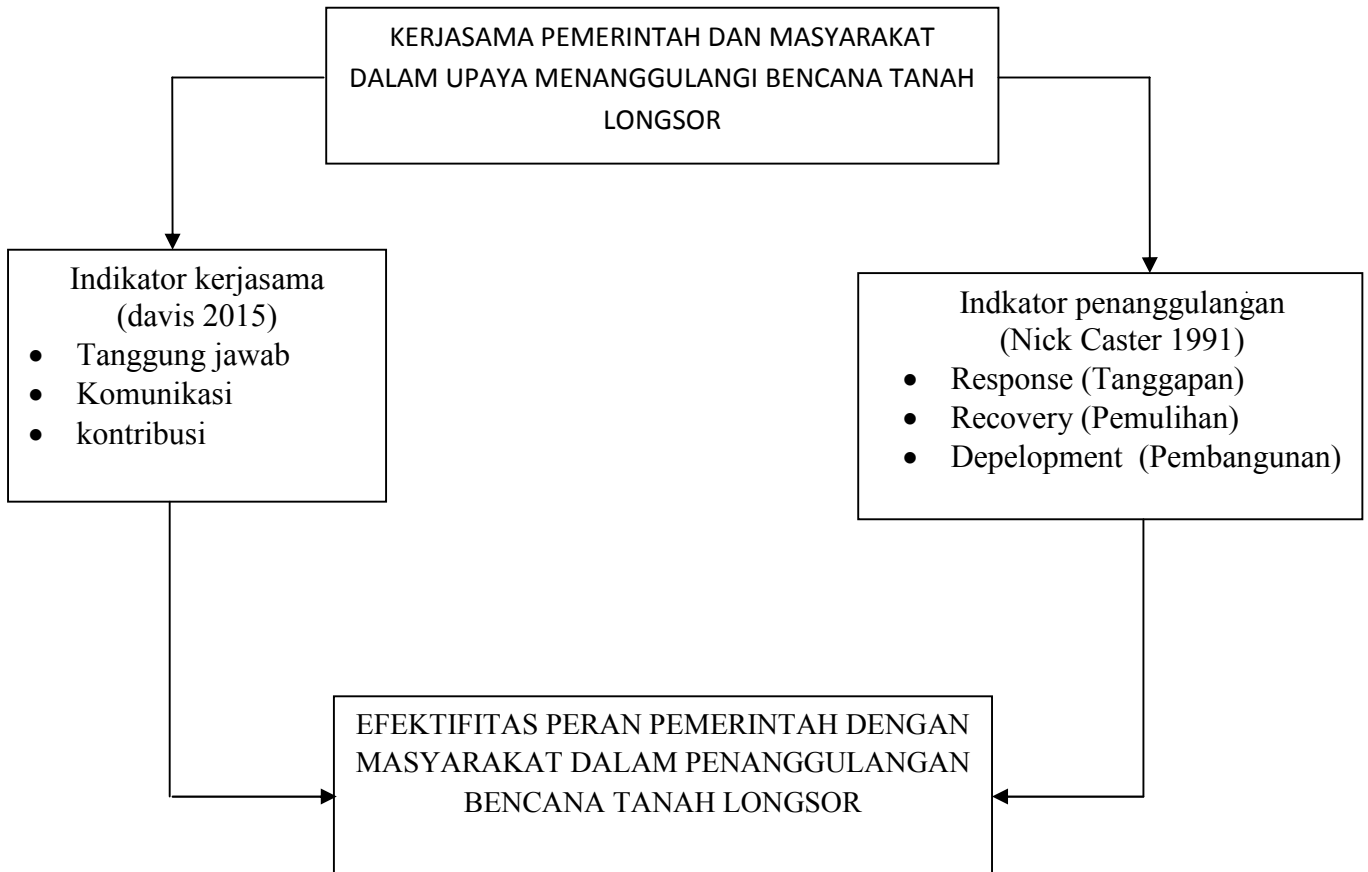 KERJASAMA PEMERINTAH DAN MASYARAKAT
DALAM UPAYA MENANGGULANGI BENCANA TANAH
LONGSOR
Indikator kerjasama
(davis 2015)
• Tanggung jawab
• Komunikasi
• kontribusi
Indkator penanggulangan
(Nick Caster 1991)
• Response (Tanggapan)
• Recovery (Pemulihan)
• Depelopment (Pembangunan)
EFEKTIFITAS PERAN PEMERINTAH DENGAN
MASYARAKAT DALAM PENANGGULANGAN
BENCANA TANAH LONGSOR